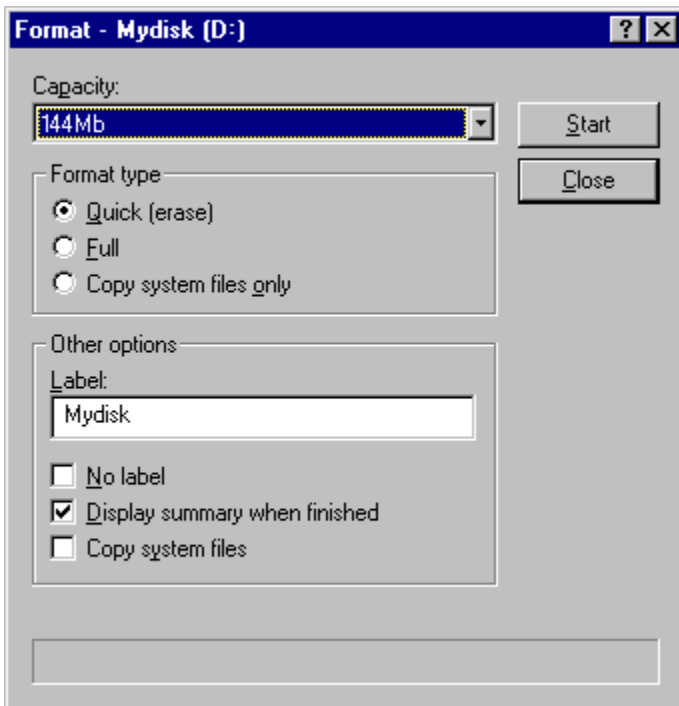 Format - Mydisk (D:)
Capacity:
144Mb
Start
Format type
Close
Quick (erase)
Full
Copy system files only
Other options
Label:
Mydisk
No label
Display summary when finished
Copy system files